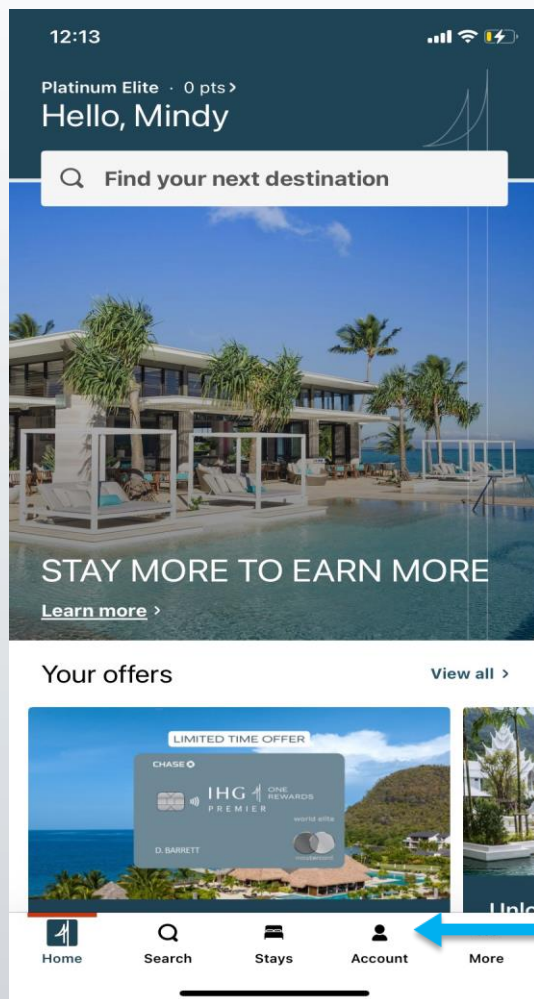 12:13
Platinum Elite · 0 pts >
Hello, Mindy
Find your next destination
STAY MORE TO EARN MORE
Learn more >
Your offers
View all >
LIMITED TIME OFFER
CHASE
IHG ONE REWARDS
PREMIER
world elite
D. BARRETT
mastercard
Home
Search
Stays
Account
More